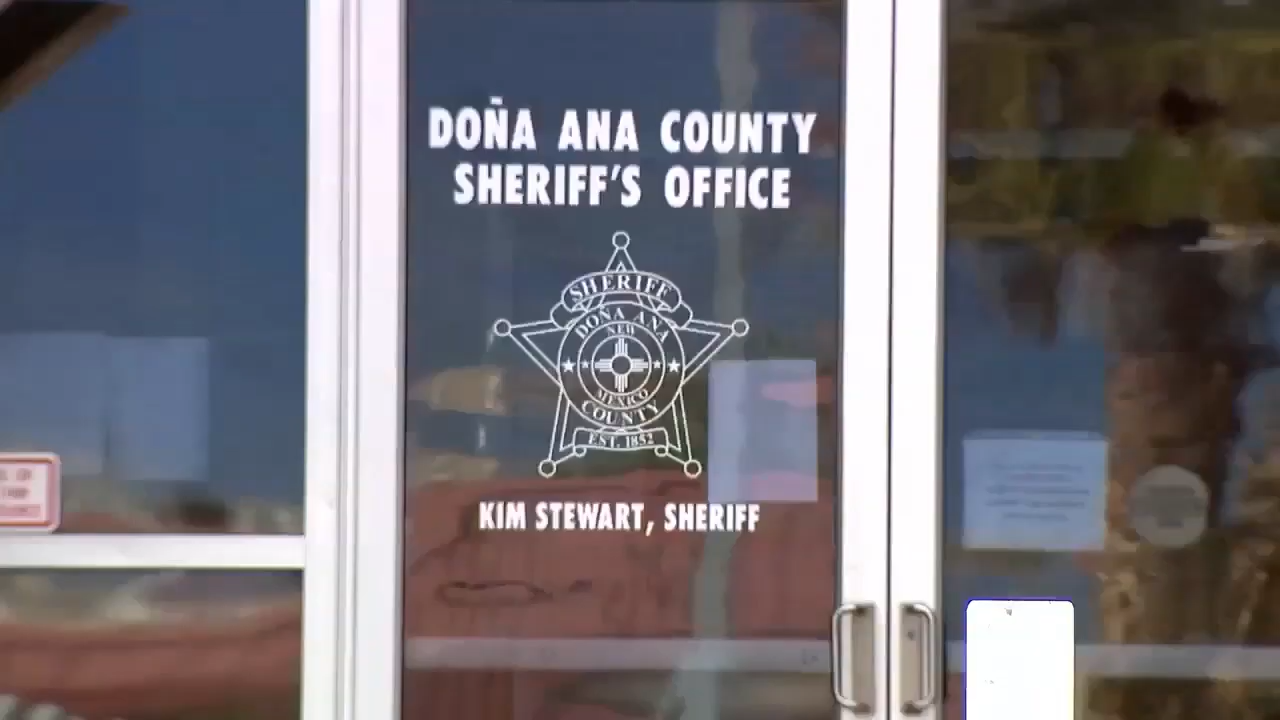 DOÑA ANA COUNTY
SHERIFF'S OFFICE
SHERIFF
DOÑA ANA
NEW
MEXICO
COUNTY
EST. 1852
KIM STEWART, SHERIFF